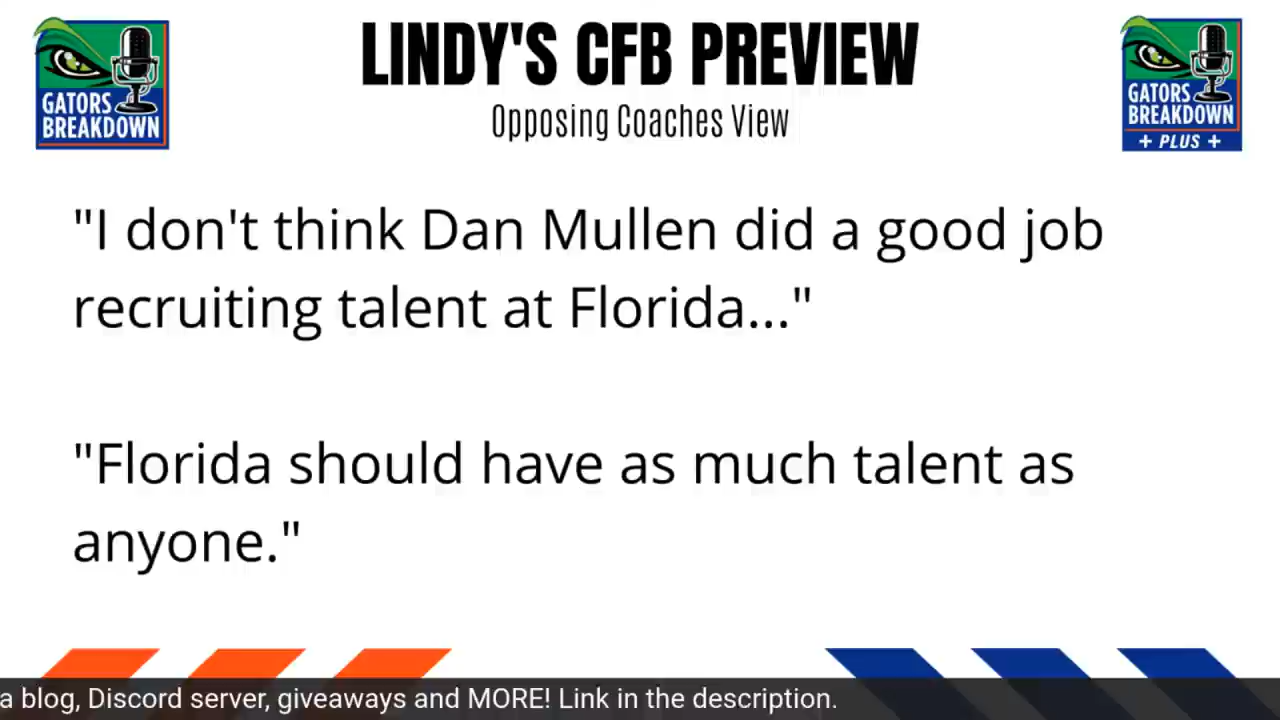 LINDY'S CFB PREVIEW
Opposing Coaches View
GATORS
BREAKDOWN
GATORS
BREAKDOWN
+ PLUS +
"I don't think Dan Mullen did a good job
recruiting talent at Florida..."
"Florida should have as much talent as
anyone."
a blog, Discord server, giveaways and MORE! Link in the description.